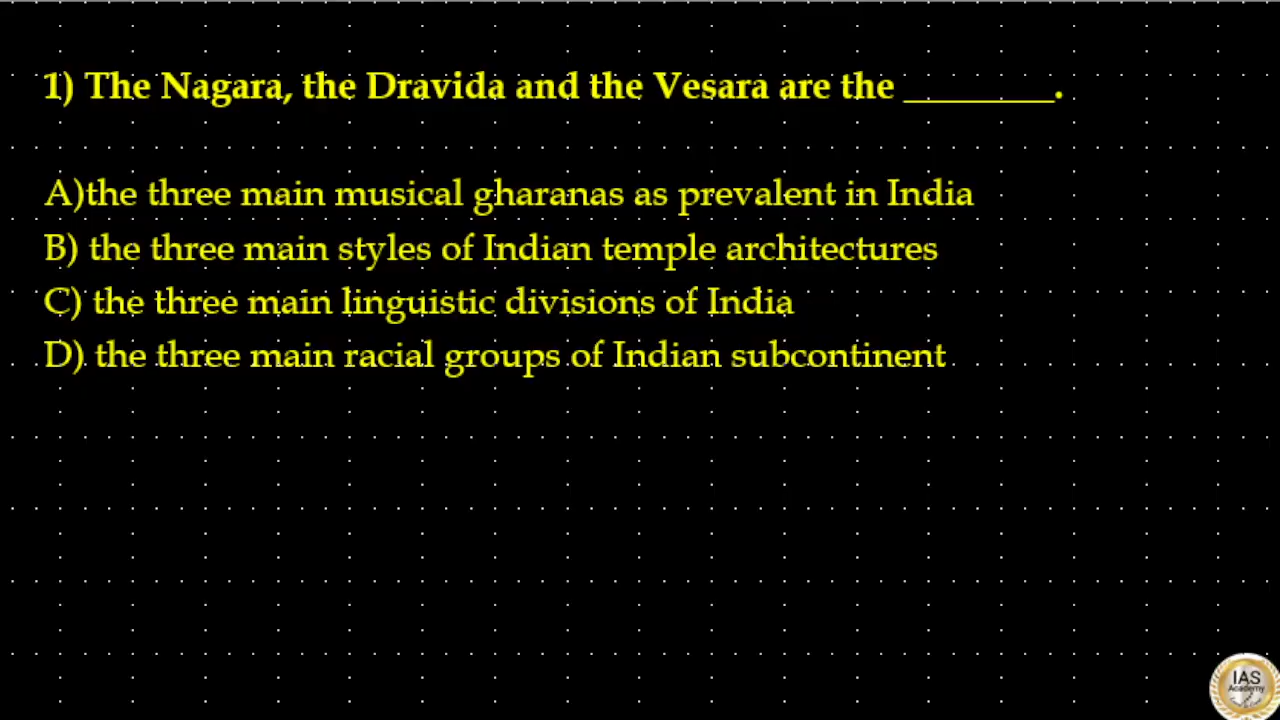 1) The Nagara, the Dravida and the Vesara are the ________.
A)the three main musical gharanas as prevalent in India
B) the three main styles of Indian temple architectures
C) the three main linguistic divisions of India
D) the three main racial groups of Indian subcontinent
IAS
Academy